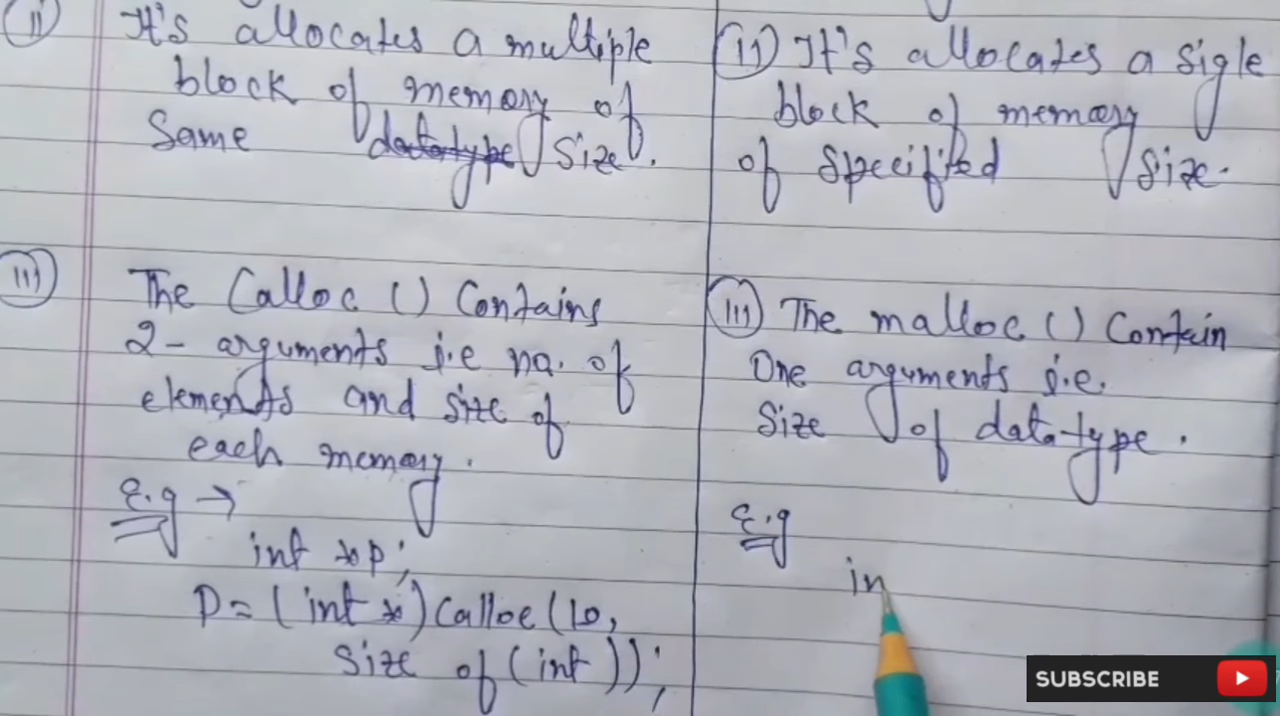 (ii) It's allocates a multiple
block of memory of
Same datatype size.
(iii) The Calloc () Contains
2- arguments i.e no. of
elements and size of
each memory.
E.g →
int *p;
P = (int *) Calloc (10,
Size of (int));
(ii) It's allocates a sigle
block of memory
of specified size.
(iii) The malloc () Contain
One arguments i.e.
Size of datatype.
E.g
in
SUBSCRIBE